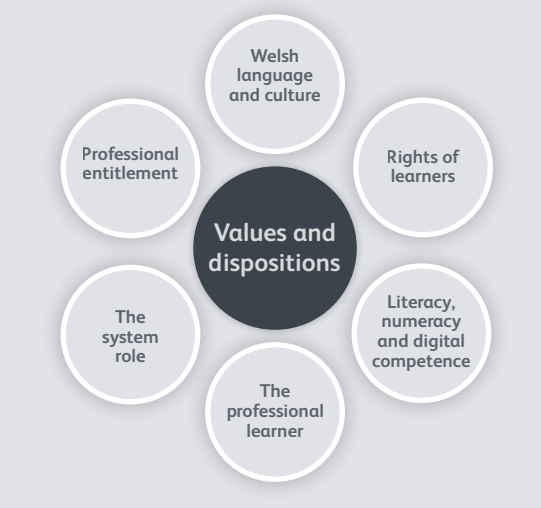 Welsh
language
and culture
Professional
entitlement
Rights of
learners
Values and
dispositions
The
system
role
Literacy,
numeracy
and digital
competence
The
professional
learner